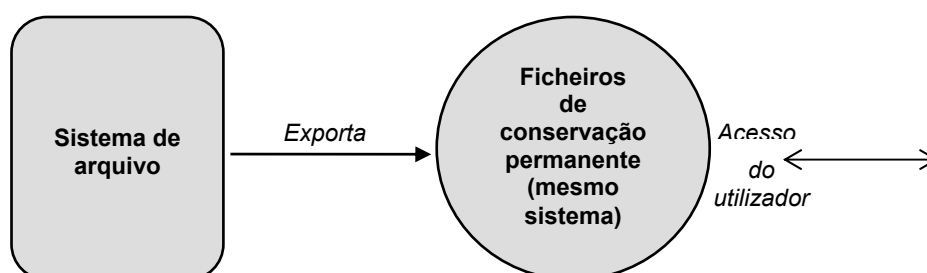 Sistema de
arquivo
Exporta
Ficheiros
de
conservação
permanente
(mesmo
sistema)
Acesso
do
utilizador